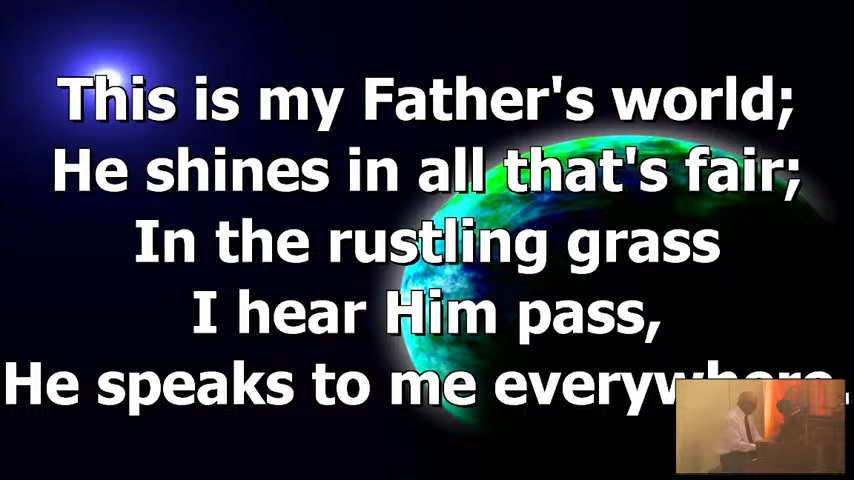 This is my Father's world;
He shines in all that's fair;
In the rustling grass
I hear Him pass,
He speaks to me everywhere.